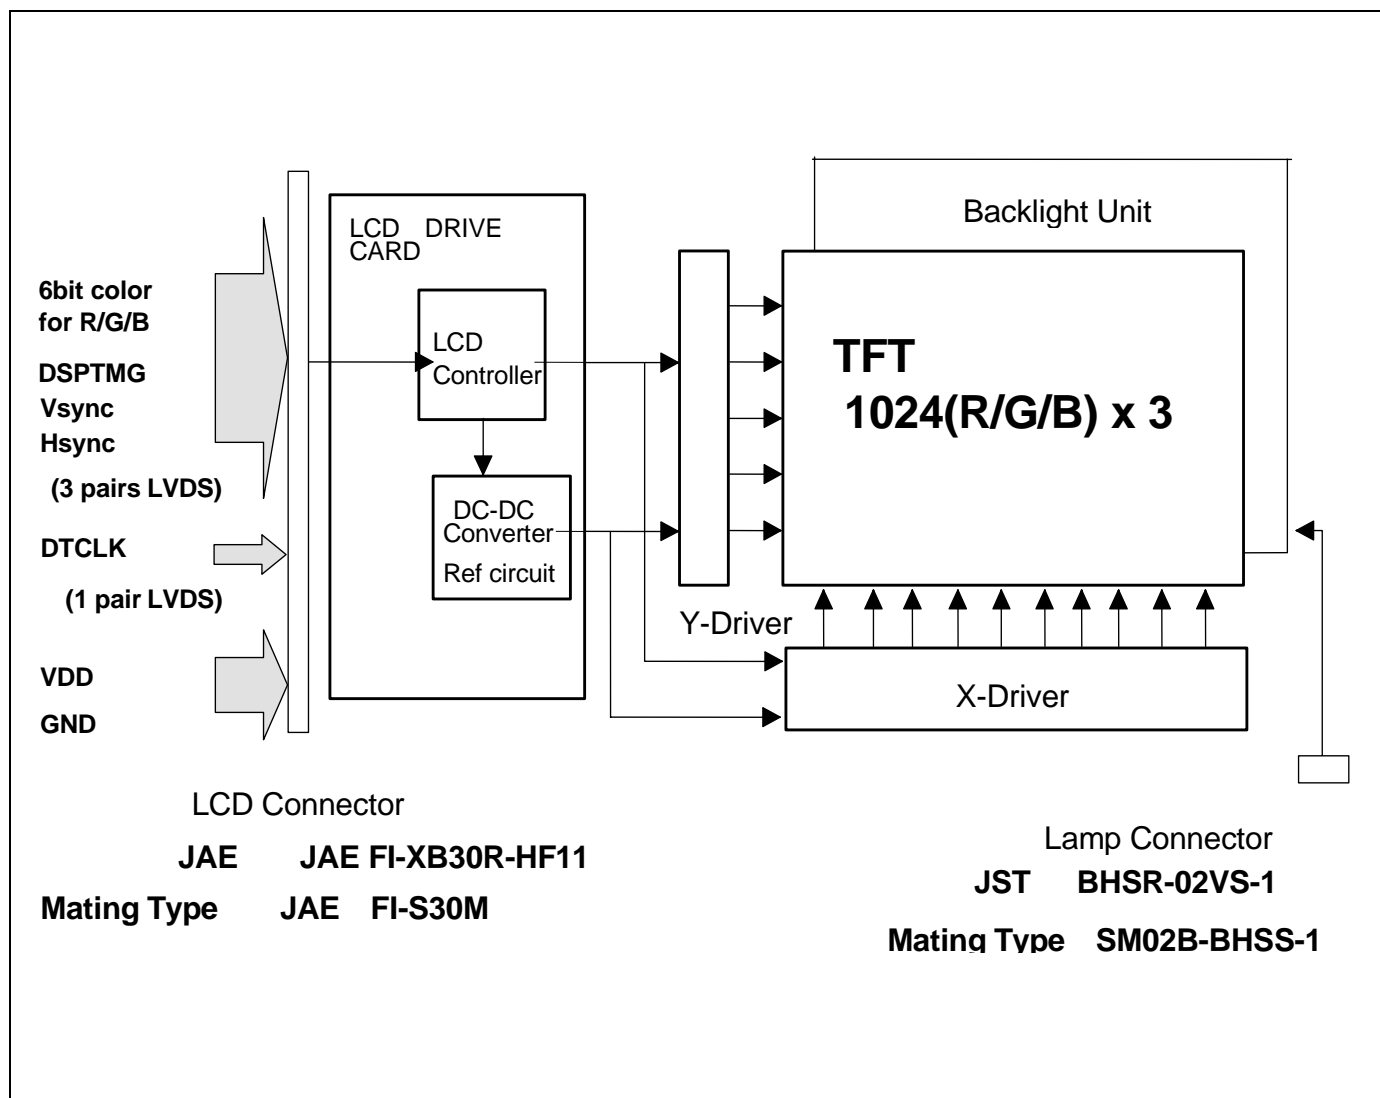 Backlight Unit
LCD DRIVE
CARD
6bit color
for R/G/B
LCD
Controller
TFT
1024(R/G/B) x 3
DSPTMG
Vsync
Hsync
(3 pairs LVDS)
DC-DC
Converter
Ref circuit
DTCLK
(1 pair LVDS)
Y-Driver
VDD
GND
X-Driver
LCD Connector
JAE JAE FI-XB30R-HF11
Mating Type JAE FI-S30M
Lamp Connector
JST BHSR-02VS-1
Mating Type SM02B-BHSS-1